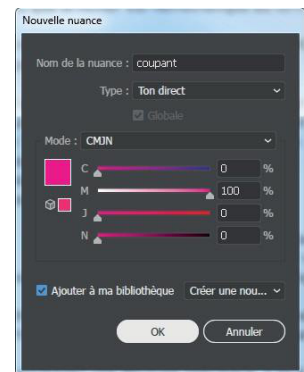 Nouvelle nuance
Nom de la nuance : coupant
Type : Ton direct
Globale
Mode : CMJN
C 0 %
M 100 %
J 0 %
N 0 %
Ajouter à ma bibliothèque Créer une nou...
OK Annuler